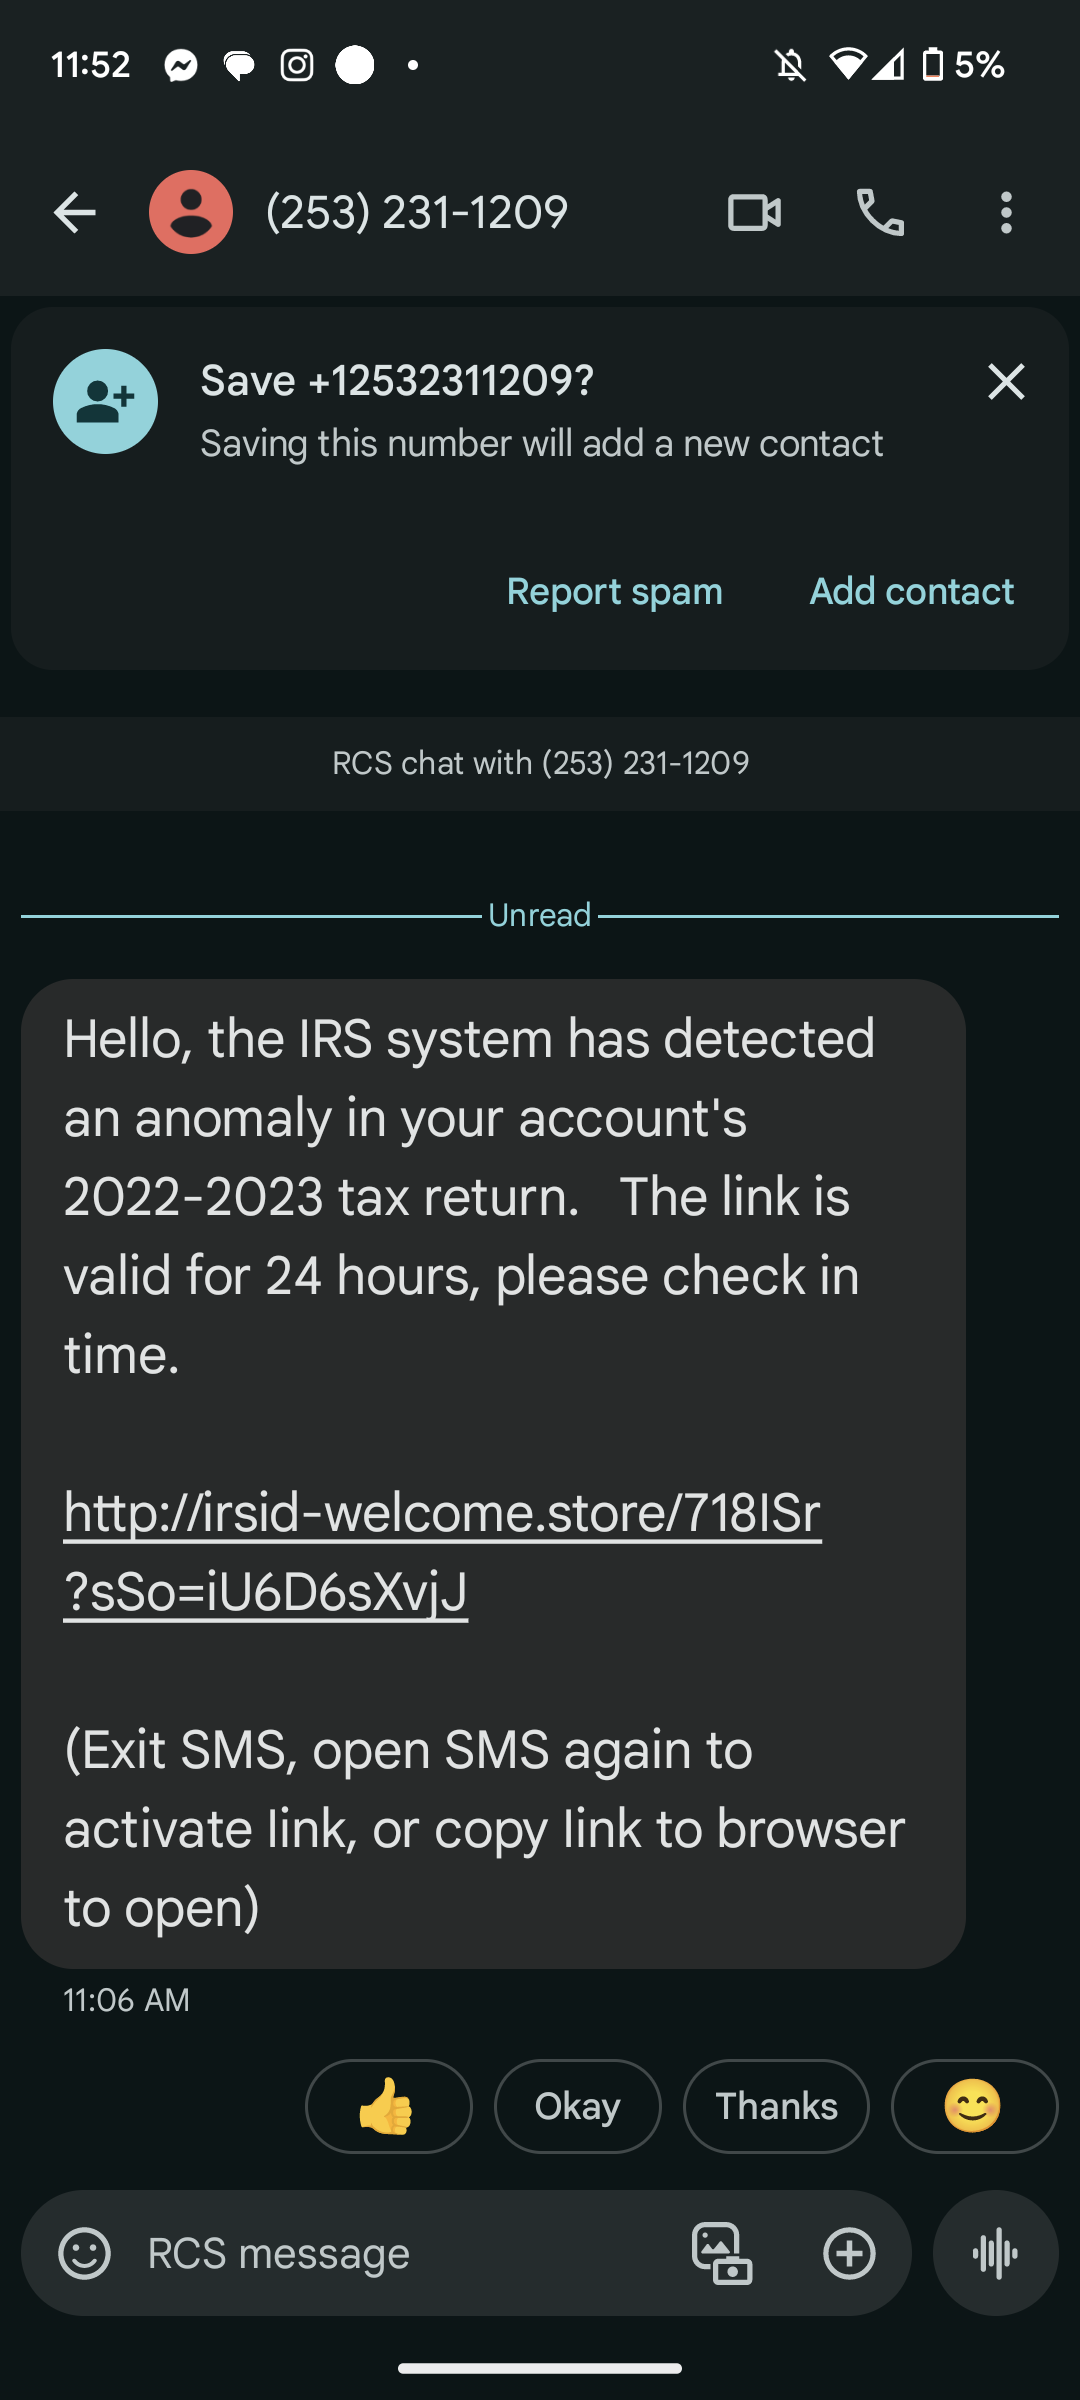 11:52 5%
(253) 231-1209
Save +12532311209?
Saving this number will add a new contact
Report spam Add contact
RCS chat with (253) 231-1209
Unread
Hello, the IRS system has detected
an anomaly in your account's
2022-2023 tax return.   The link is
valid for 24 hours, please check in
time.
http://irsid-welcome.store/718ISr
?sSo=iU6D6sXvjJ
(Exit SMS, open SMS again to
activate link, or copy link to browser
to open)
11:06 AM
👍 Okay Thanks 😊
RCS message